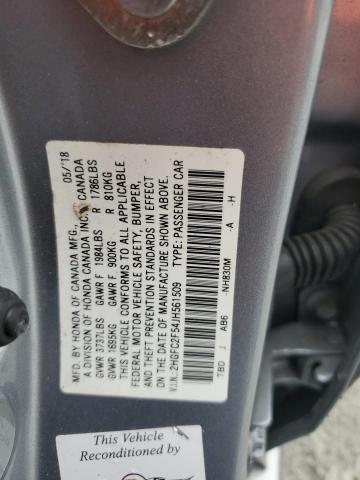 MFD. BY HONDA OF CANADA MFG., 05/'18
A DIVISION OF HONDA CANADA INC., CANADA
GVWR 3737LBS GAWR F 1984LBS R 1786LBS
GVWR 1695KG GAWR F 900KG R 810KG
THIS VEHICLE CONFORMS TO ALL APPLICABLE
FEDERAL MOTOR VEHICLE SAFETY, BUMPER,
AND THEFT PREVENTION STANDARDS IN EFFECT
ON THE DATE OF MANUFACTURE SHOWN ABOVE.
V.I.N.: 2HGFC2F54JH561509 TYPE: PASSENGER CAR
TBD J AB6 -NH830M -A -H
This Vehicle
Reconditioned by